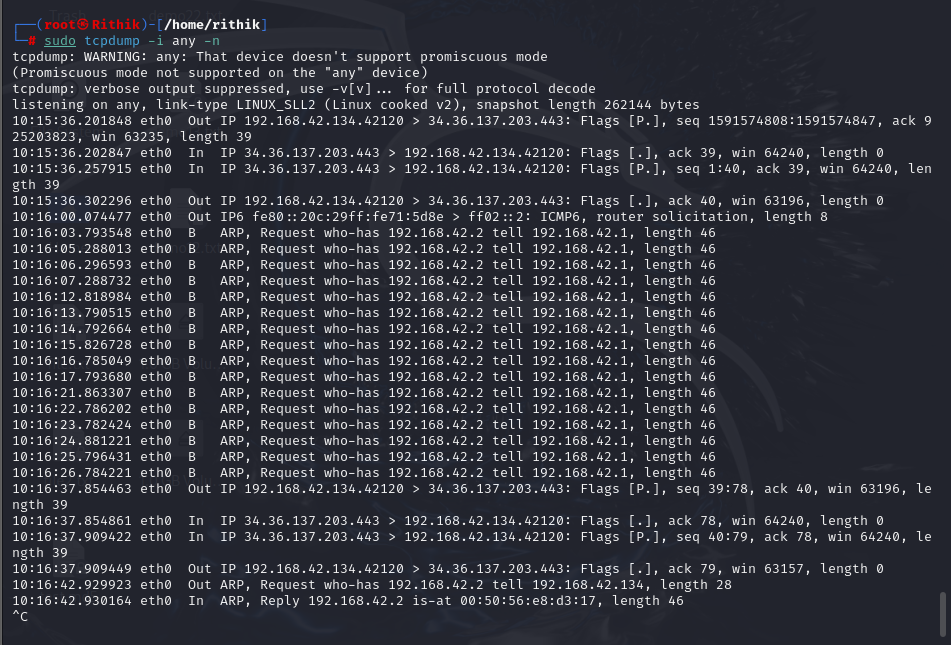 ┌──(root㉿Rithik)-[/home/rithik]
└─# sudo tcpdump -i any -n
tcpdump: WARNING: any: That device doesn't support promiscuous mode
(Promiscuous mode not supported on the "any" device)
tcpdump: verbose output suppressed, use -v[v]... for full protocol decode
listening on any, link-type LINUX_SLL2 (Linux cooked v2), snapshot length 262144 bytes
10:15:36.201848 eth0  Out IP 192.168.42.134.42120 > 34.36.137.203.443: Flags [P.], seq 1591574808:1591574847, ack 9
25203823, win 63235, length 39
10:15:36.202847 eth0  In  IP 34.36.137.203.443 > 192.168.42.134.42120: Flags [.], ack 39, win 64240, length 0
10:15:36.257915 eth0  In  IP 34.36.137.203.443 > 192.168.42.134.42120: Flags [P.], seq 1:40, ack 39, win 64240, len
gth 39
10:15:36.302296 eth0  Out IP 192.168.42.134.42120 > 34.36.137.203.443: Flags [.], ack 40, win 63196, length 0
10:16:00.074477 eth0  Out IP6 fe80::20c:29ff:fe71:5d8e > ff02::2: ICMP6, router solicitation, length 8
10:16:03.793548 eth0  B   ARP, Request who-has 192.168.42.2 tell 192.168.42.1, length 46
10:16:05.288013 eth0  B   ARP, Request who-has 192.168.42.2 tell 192.168.42.1, length 46
10:16:06.296593 eth0  B   ARP, Request who-has 192.168.42.2 tell 192.168.42.1, length 46
10:16:07.288732 eth0  B   ARP, Request who-has 192.168.42.2 tell 192.168.42.1, length 46
10:16:12.818984 eth0  B   ARP, Request who-has 192.168.42.2 tell 192.168.42.1, length 46
10:16:13.790515 eth0  B   ARP, Request who-has 192.168.42.2 tell 192.168.42.1, length 46
10:16:14.792664 eth0  B   ARP, Request who-has 192.168.42.2 tell 192.168.42.1, length 46
10:16:15.826728 eth0  B   ARP, Request who-has 192.168.42.2 tell 192.168.42.1, length 46
10:16:16.785049 eth0  B   ARP, Request who-has 192.168.42.2 tell 192.168.42.1, length 46
10:16:17.793680 eth0  B   ARP, Request who-has 192.168.42.2 tell 192.168.42.1, length 46
10:16:21.863307 eth0  B   ARP, Request who-has 192.168.42.2 tell 192.168.42.1, length 46
10:16:22.786202 eth0  B   ARP, Request who-has 192.168.42.2 tell 192.168.42.1, length 46
10:16:23.782424 eth0  B   ARP, Request who-has 192.168.42.2 tell 192.168.42.1, length 46
10:16:24.881221 eth0  B   ARP, Request who-has 192.168.42.2 tell 192.168.42.1, length 46
10:16:25.796431 eth0  B   ARP, Request who-has 192.168.42.2 tell 192.168.42.1, length 46
10:16:26.784221 eth0  B   ARP, Request who-has 192.168.42.2 tell 192.168.42.1, length 46
10:16:37.854463 eth0  Out IP 192.168.42.134.42120 > 34.36.137.203.443: Flags [P.], seq 39:78, ack 40, win 63196, le
ngth 39
10:16:37.854861 eth0  In  IP 34.36.137.203.443 > 192.168.42.134.42120: Flags [.], ack 78, win 64240, length 0
10:16:37.909422 eth0  In  IP 34.36.137.203.443 > 192.168.42.134.42120: Flags [P.], seq 40:79, ack 78, win 64240, le
ngth 39
10:16:37.909449 eth0  Out IP 192.168.42.134.42120 > 34.36.137.203.443: Flags [.], ack 79, win 63157, length 0
10:16:42.929923 eth0  Out ARP, Request who-has 192.168.42.2 tell 192.168.42.134, length 28
10:16:42.930164 eth0  In  ARP, Reply 192.168.42.2 is-at 00:50:56:e8:d3:17, length 46
^C